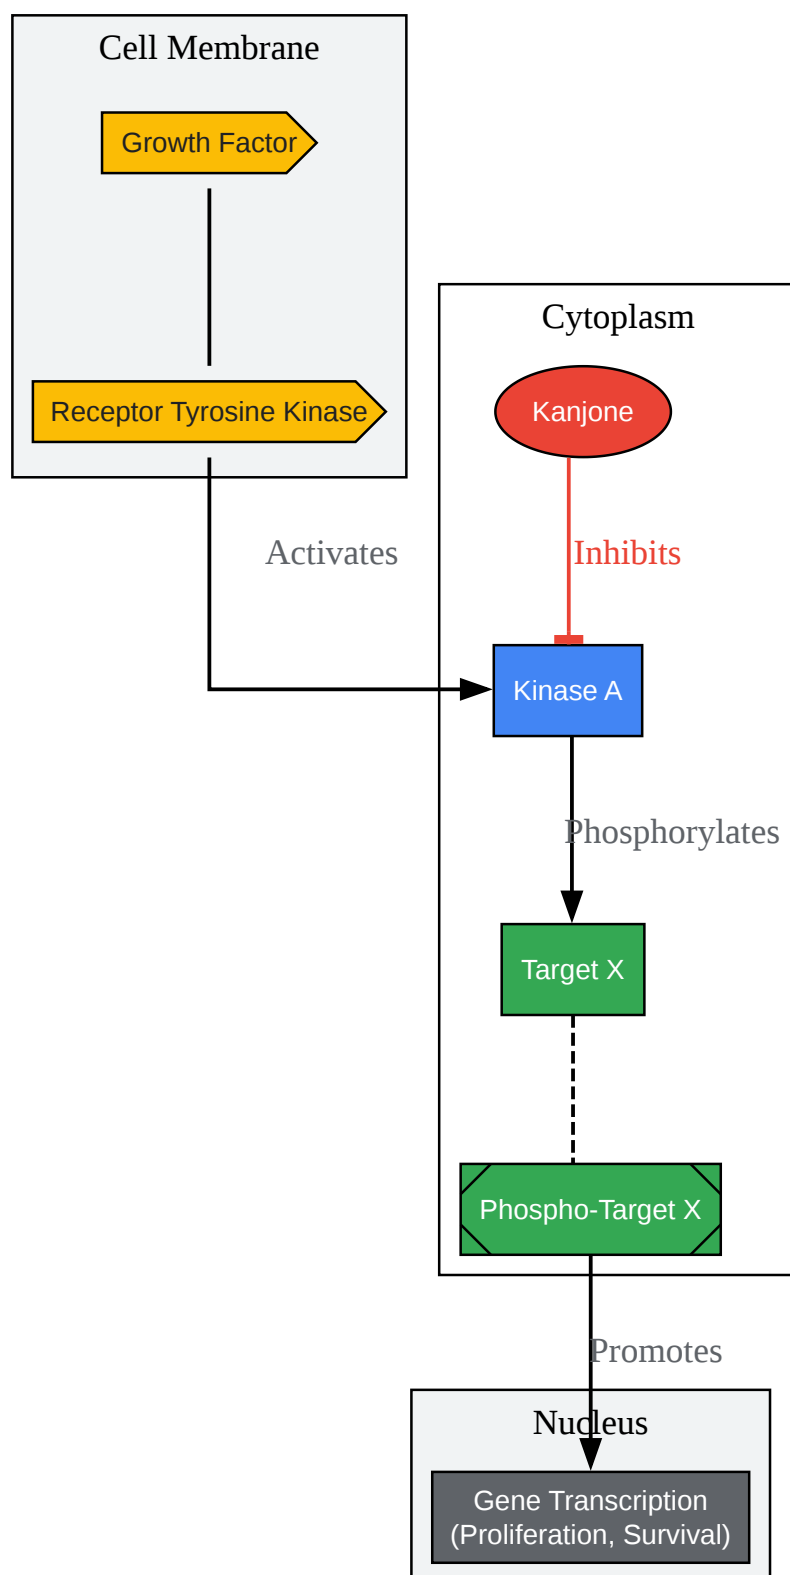 Cell Membrane
Growth Factor
Receptor Tyrosine Kinase
Cytoplasm
Kanjone
Activates
Inhibits
Kinase A
Phosphorylates
Target X
Phospho-Target X
Promotes
Nucleus
Gene Transcription
(Proliferation, Survival)